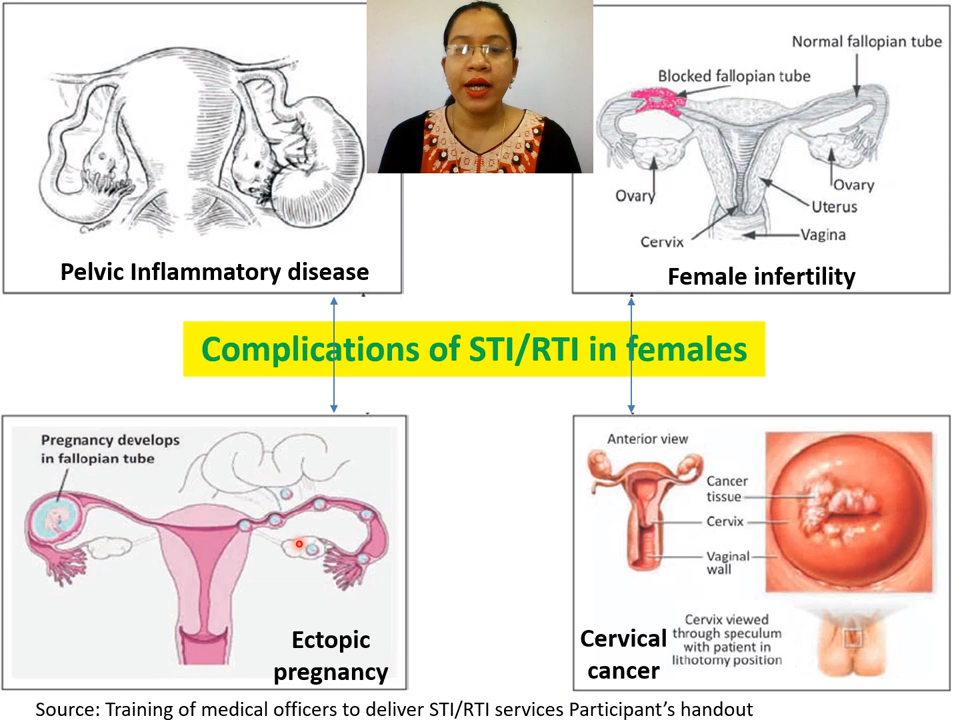 Pelvic Inflammatory disease
Normal fallopian tube
Blocked fallopian tube
Ovary
Ovary
Uterus
Cervix
Vagina
Female infertility
Complications of STI/RTI in females
Pregnancy develops
in fallopian tube
Ectopic
pregnancy
Anterior view
Cancer
tissue
Cervix
Vaginal
wall
Cervix viewed
through speculum
with patient in
lithotomy position
Cervical
cancer
Source: Training of medical officers to deliver STI/RTI services Participant's handout